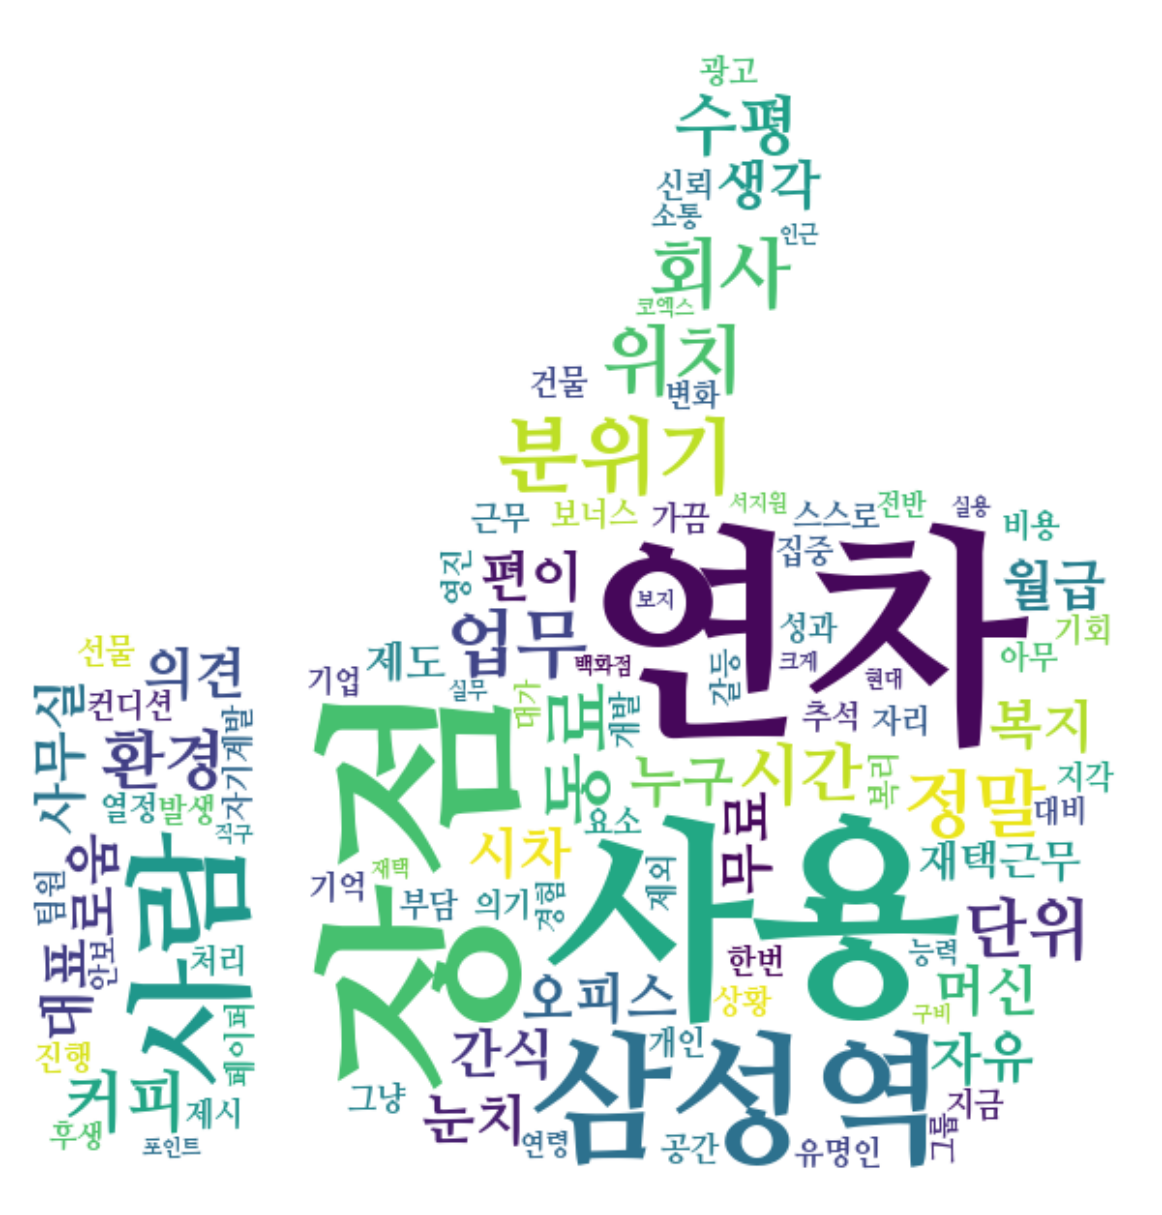 광고
수평
신뢰
생각
소통
인근
회사
코엑스
위치
건물
변화
분위기
근무
보너스
가끔
서지원
스스로
전반
실용
비용
영진
편이
연차
보지
집중
월급
업무
성과
기회
제도
백화점
크게
아무
기업
실무
대가
갈등
현대
개발
추석
자리
복지
선물
의견
사무실
컨디션
환경
자기계발
열정
발생
직구
장점
동료
누구
시간
복리
정말
지각
대비
요소
시차
무료
사용
재택근무
재택
기억
부담
의기
경험
제외
단위
능력
한번
움
로
사람
팀원
안보
대표
처리
진행
페이퍼
커피
제시
후생
포인트
오피스
상황
머신
구비
간식
개인
삼성역
자유
그냥
눈치
연령
공간
유명인
그룹
지금